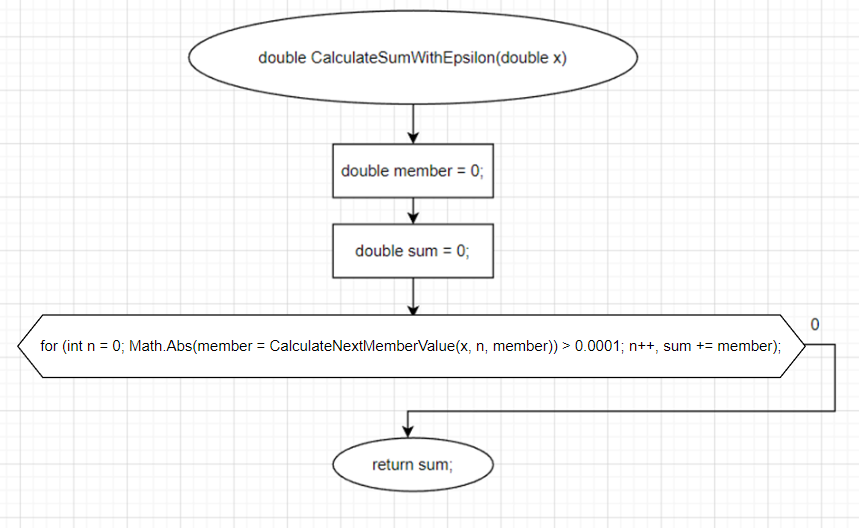 double CalculateSumWithEpsilon(double x)
double member = 0;
double sum = 0;
0
for (int n = 0; Math.Abs(member = CalculateNextMemberValue(x, n, member)) > 0.0001; n++, sum += member);
return sum;